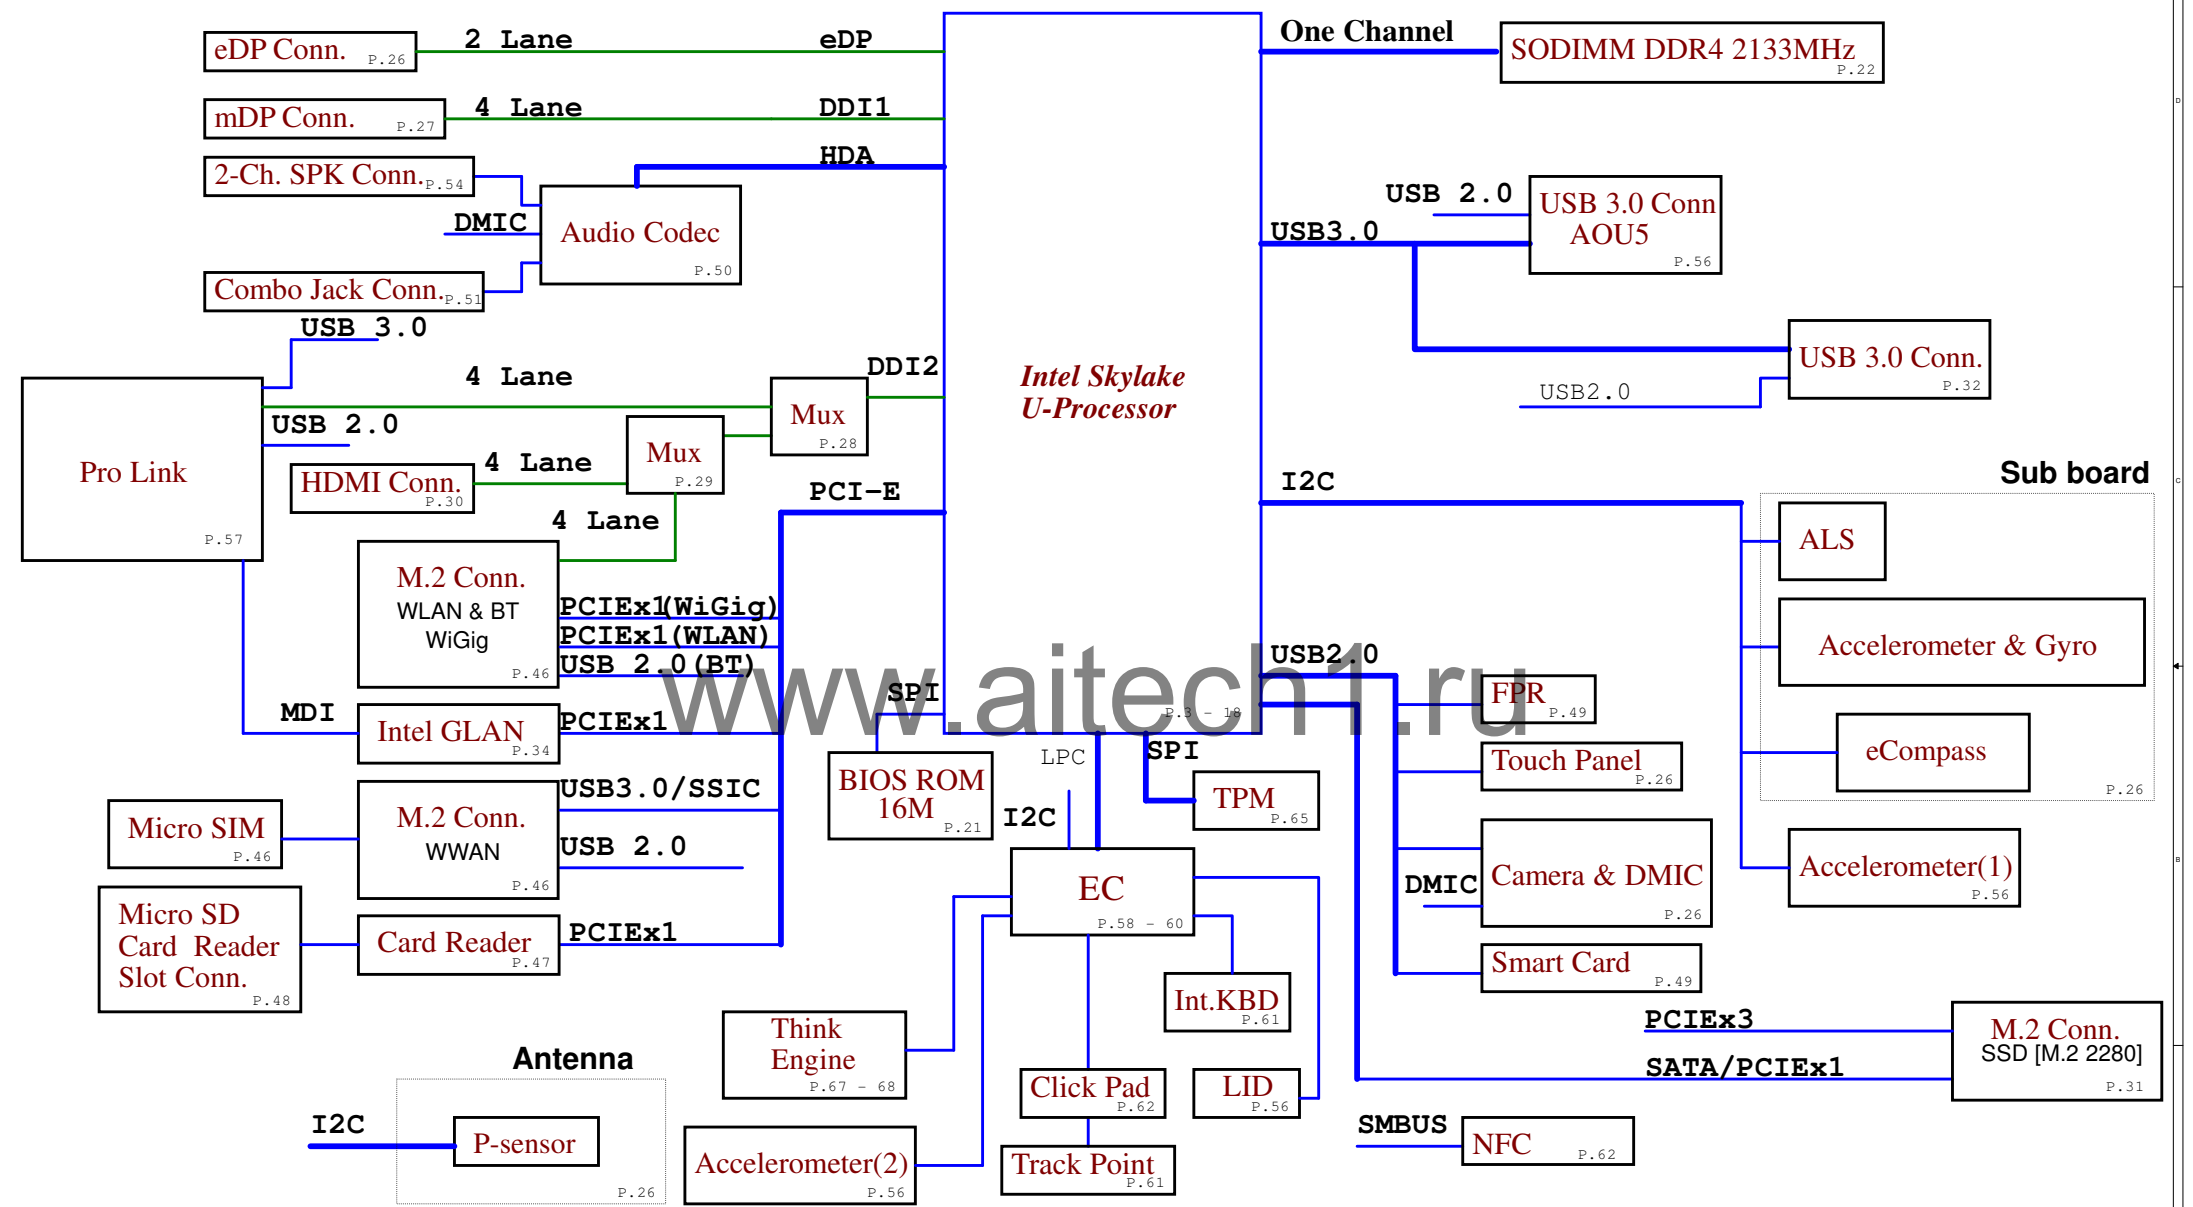 eDP Conn. P.26
2 Lane
eDP
One Channel
SODIMM DDR4 2133MHz
P.22
mDP Conn. P.27
4 Lane
DDI1
2-Ch. SPK Conn. P.54
HDA
DMIC
Audio Codec
P.50
Combo Jack Conn. P.51
USB 2.0
USB 3.0 Conn
AOU5
P.56
USB3.0
USB 3.0 Conn.
P.32
USB2.0
USB 3.0
4 Lane
DDI2
Mux
P.28
USB 2.0
Pro Link
P.57
Mux
P.29
4 Lane
HDMI Conn.
P.30
4 Lane
PCI-E
Intel Skylake
U-Processor
P.3 - 18
I2C
Sub board
ALS
Accelerometer & Gyro
eCompass
P.26
Accelerometer(1)
P.56
M.2 Conn.
WLAN & BT
WiGig
P.46
PCIEx1(WiGig)
PCIEx1(WLAN)
USB 2.0(BT)
www.aitech1.ru
MDI
Intel GLAN
P.34
PCIEx1
SPI
BIOS ROM
16M
P.21
LPC
SPI
TPM
P.65
I2C
USB2.0
FPR
P.49
Touch Panel
P.26
DMIC
Camera & DMIC
P.26
Smart Card
P.49
Micro SIM
P.46
M.2 Conn.
WWAN
P.46
USB3.0/SSIC
USB 2.0
Micro SD
Card Reader
Slot Conn.
P.48
Card Reader
P.47
PCIEx1
EC
P.58 - 60
Int.KBD
P.61
Think
Engine
P.67 - 68
Click Pad
P.62
LID
P.56
Track Point
P.61
Accelerometer(2)
P.56
PCIEx3
SATA/PCIEx1
M.2 Conn.
SSD [M.2 2280]
P.31
SMBUS
NFC
P.62
Antenna
I2C
P-sensor
P.26
D
C
B